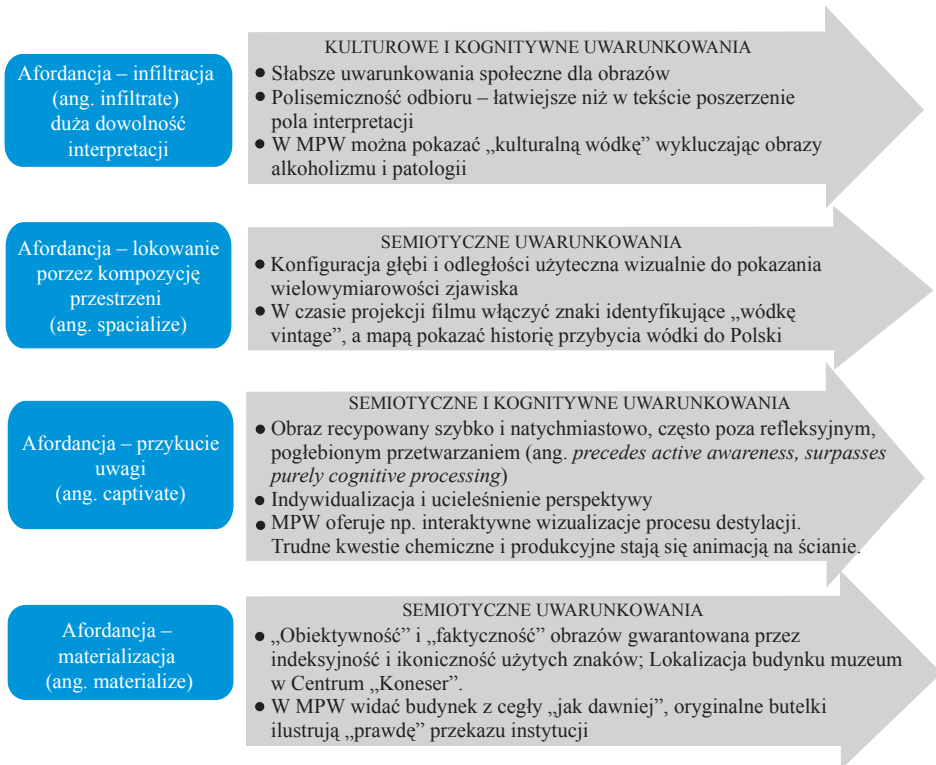 Afordancja – infiltracja
(ang. infiltrate)
duża dowolność
interpretacji
KULTUROWE I KOGNITYWNE UWARUNKOWANIA
● Słabsze uwarunkowania społeczne dla obrazów
● Polisemiczność odbioru – łatwiejsze niż w tekście poszerzenie
pola interpretacji
● W MPW można pokazać „kulturalną wódkę” wykluczając obrazy
alkoholizmu i patologii
Afordancja – lokowanie
porzez kompozycję
przestrzeni
(ang. spacialize)
SEMIOTYCZNE UWARUNKOWANIA
● Konfiguracja głębi i odległości użyteczna wizualnie do pokazania
wielowymiarowości zjawiska
● W czasie projekcji filmu włączyć znaki identyfikujące „wódkę
vintage”, a mapą pokazać historię przybycia wódki do Polski
Afordancja – przykucie
uwagi
(ang. captivate)
SEMIOTYCZNE I KOGNITYWNE UWARUNKOWANIA
● Obraz recypowany szybko i natychmiastowo, często poza refleksyjnym,
pogłebionym przetwarzaniem (ang. precedes active awareness, surpasses
purely cognitive processing)
● Indywidualizacja i ucieleśnienie perspektywy
● MPW oferuje np. interaktywne wizualizacje procesu destylacji.
Trudne kwestie chemiczne i produkcyjne stają się animacją na ścianie.
Afordancja –
materializacja
(ang. materialize)
SEMIOTYCZNE UWARUNKOWANIA
● „Obiektywność” i „faktyczność” obrazów gwarantowana przez
indeksyjność i ikoniczność użytych znaków; Lokalizacja budynku muzeum
w Centrum „Koneser”.
● W MPW widać budynek z cegły „jak dawniej”, oryginalne butelki
ilustrują „prawdę” przekazu instytucji